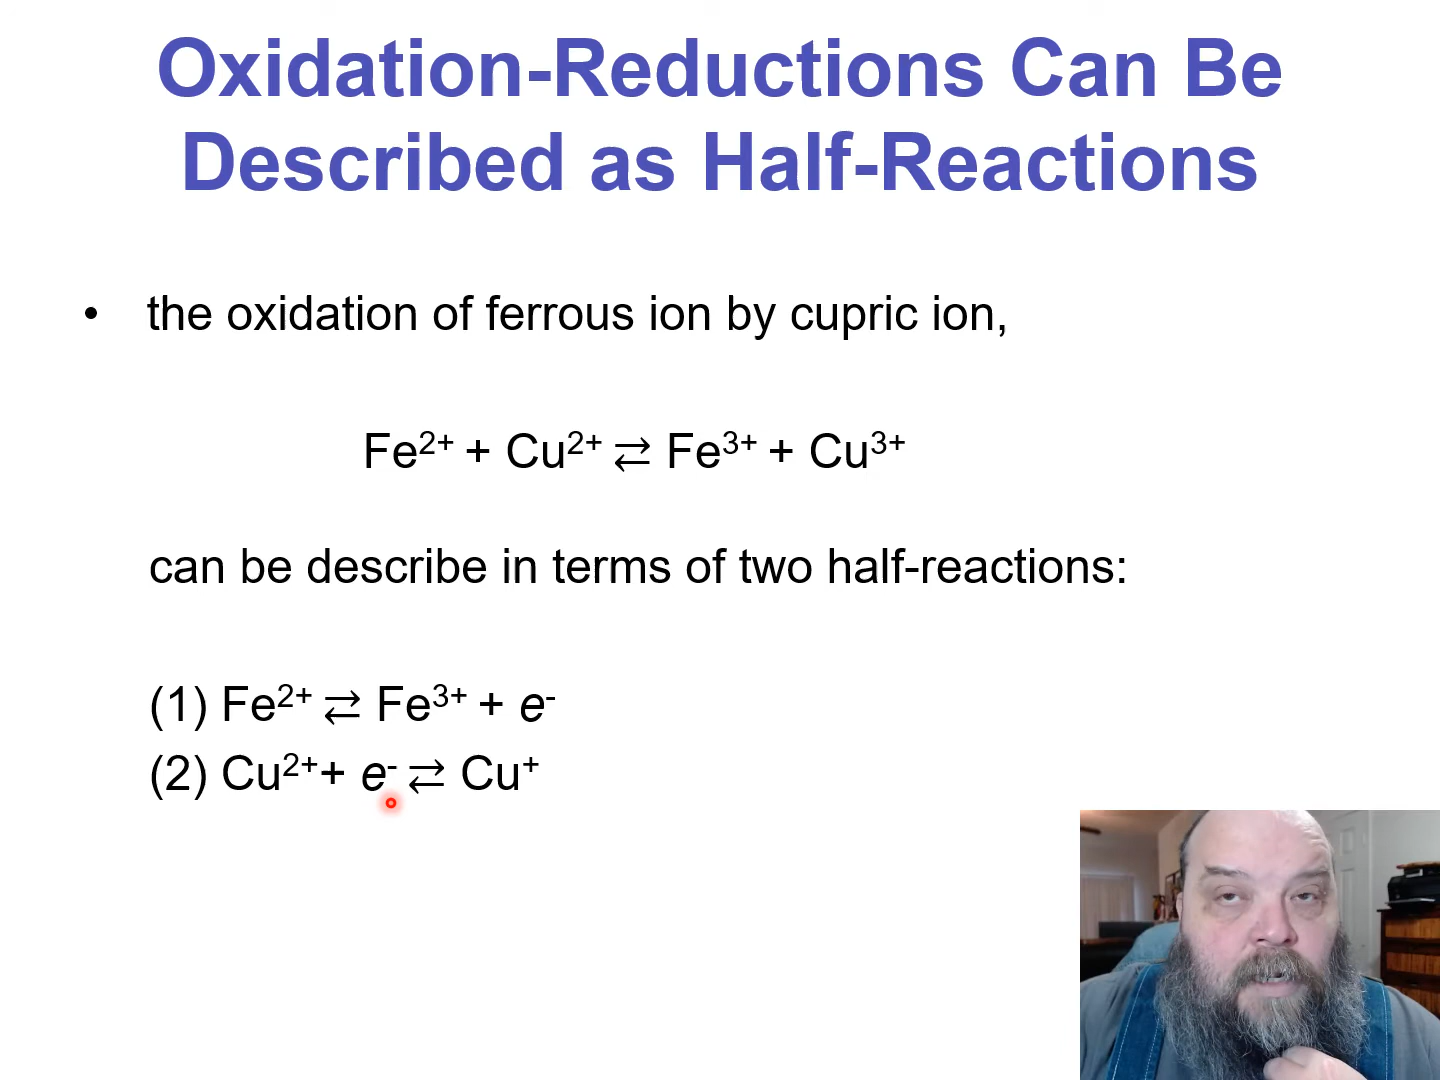 Oxidation-Reductions Can Be
Described as Half-Reactions
• the oxidation of ferrous ion by cupric ion,
Fe²⁺ + Cu²⁺ ⇄ Fe³⁺ + Cu³⁺
can be describe in terms of two half-reactions:
(1) Fe²⁺ ⇄ Fe³⁺ + e⁻
(2) Cu²⁺+ e⁻ ⇄ Cu⁺